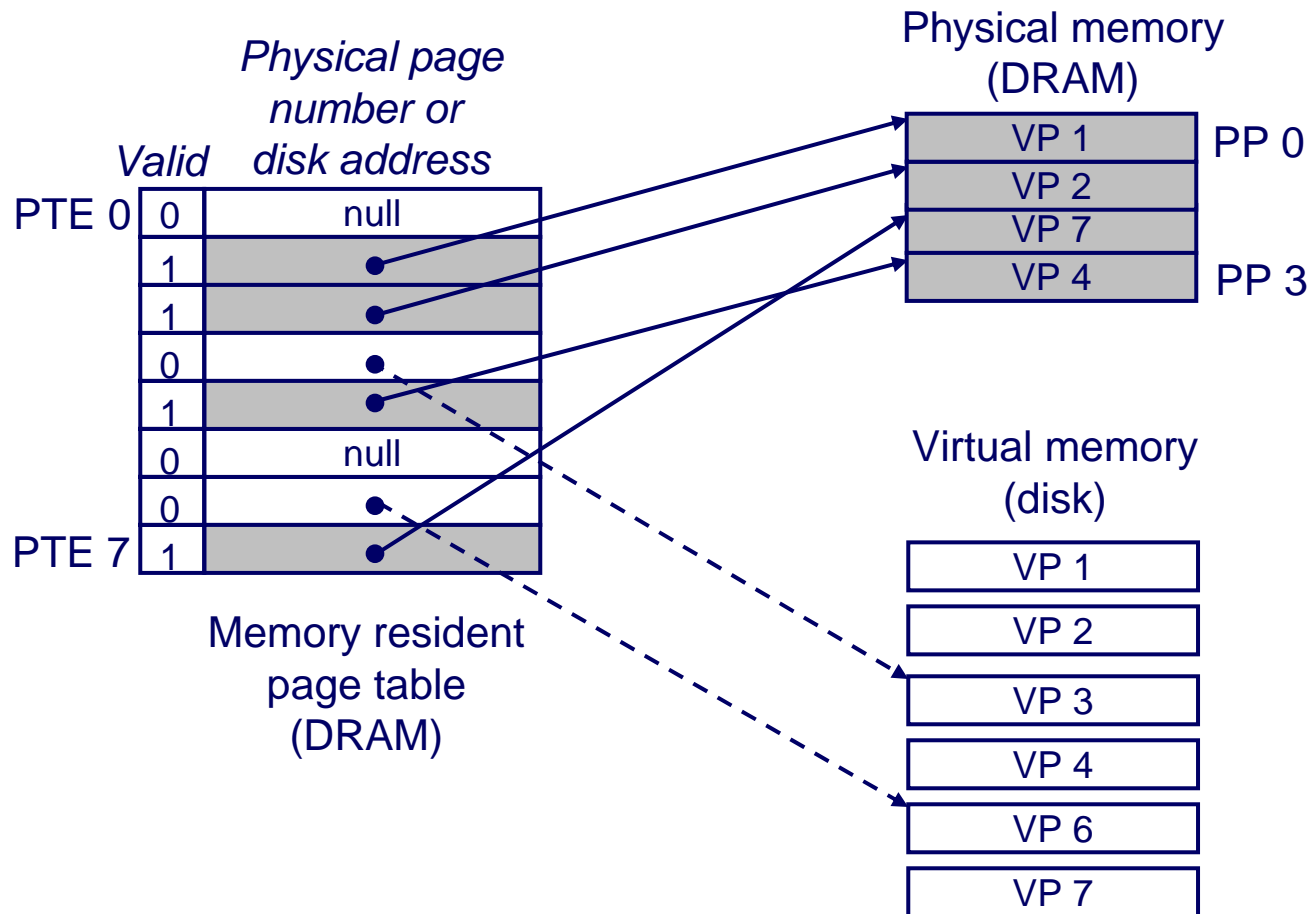 Physical page
number or
disk address
Valid
PTE 0
0
null
1
1
0
1
0
null
0
PTE 7
1
Memory resident
page table
(DRAM)
Physical memory
(DRAM)
VP 1
PP 0
VP 2
VP 7
VP 4
PP 3
Virtual memory
(disk)
VP 1
VP 2
VP 3
VP 4
VP 6
VP 7